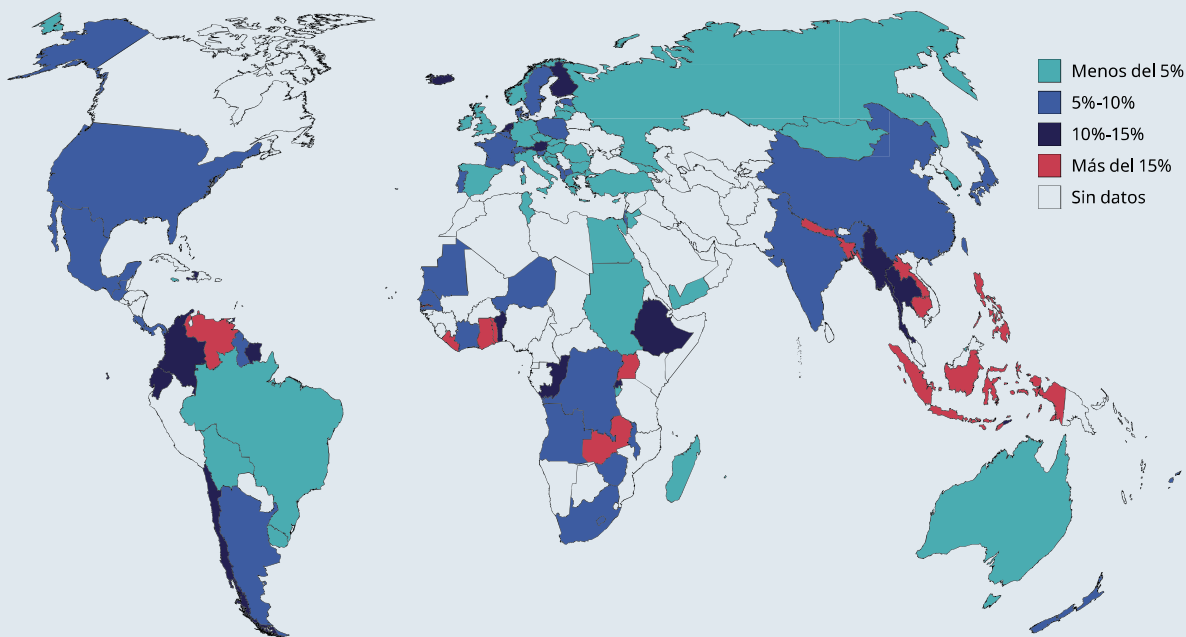 Menos del 5%
5%-10%
10%-15%
Más del 15%
Sin datos